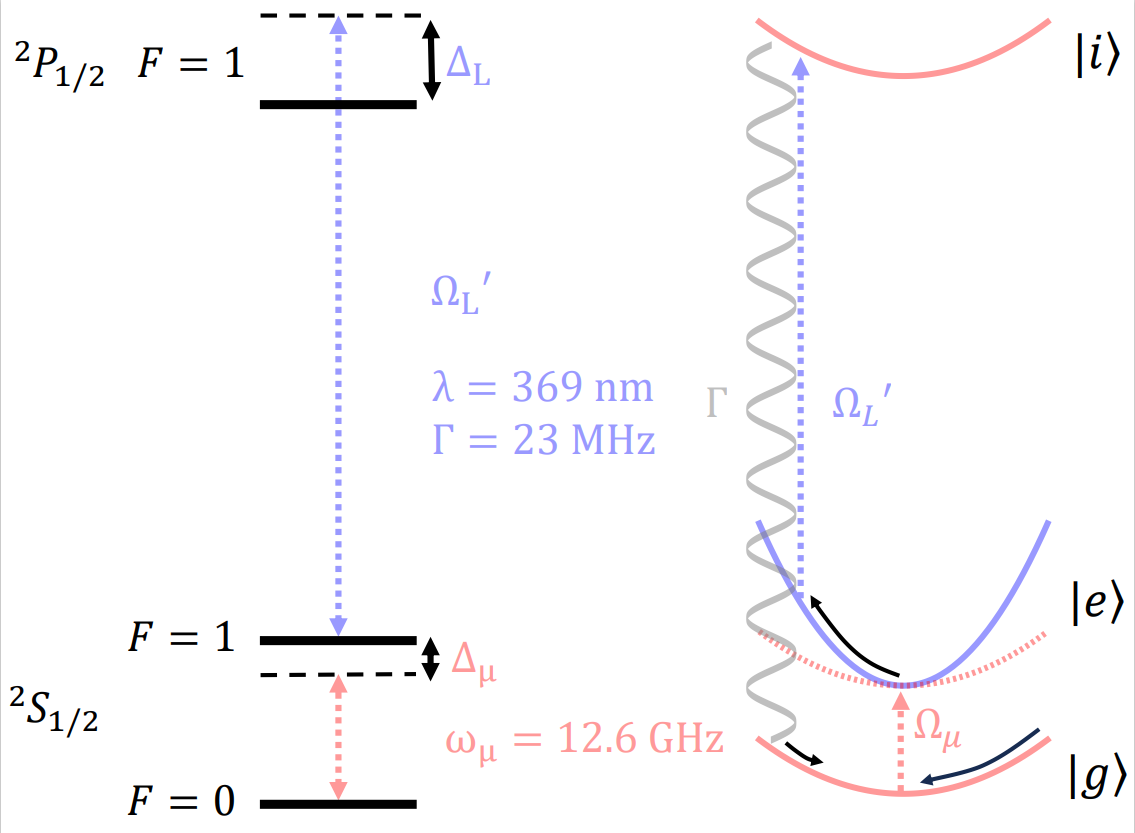 ²P₁/₂ F = 1
Δ_L
|i⟩
Ω_L′
λ = 369 nm
Γ = 23 MHz
Γ
Ω_L′
F = 1
Δ_μ
|e⟩
²S₁/₂
ω_μ = 12.6 GHz
Ω_μ
F = 0
|g⟩